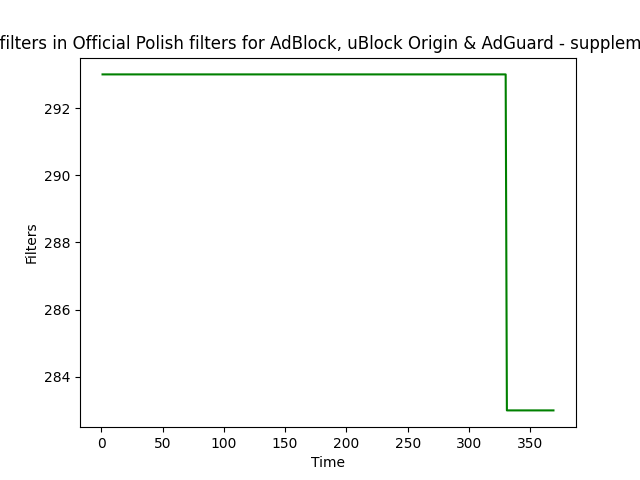 filters in Official Polish filters for AdBlock, uBlock Origin & AdGuard - supplem
292
290
288
286
284
Filters
0 50 100 150 200 250 300 350
Time